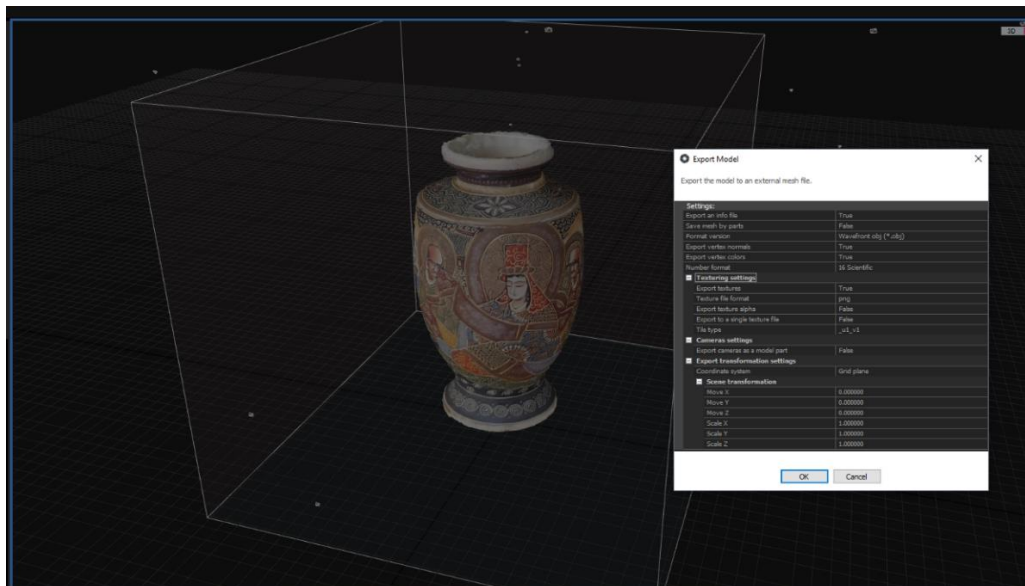 3D
Export Model
Export the model to an external mesh file.
Settings:
Export an info file True
Save mesh by parts False
Format version Wavefront obj (*.obj)
Export vertex normals True
Export vertex colors True
Number format 16 Scientific
Texturing settings
Export textures True
Texture file format png
Export texture alpha False
Export to a single texture file False
Tile type _u1_v1
Cameras settings
Export cameras as a model part False
Export transformation settings
Coordinate system Grid plane
Scene transformation
Move X 0.000000
Move Y 0.000000
Move Z 0.000000
Scale X 1.000000
Scale Y 1.000000
Scale Z 1.000000
OK Cancel